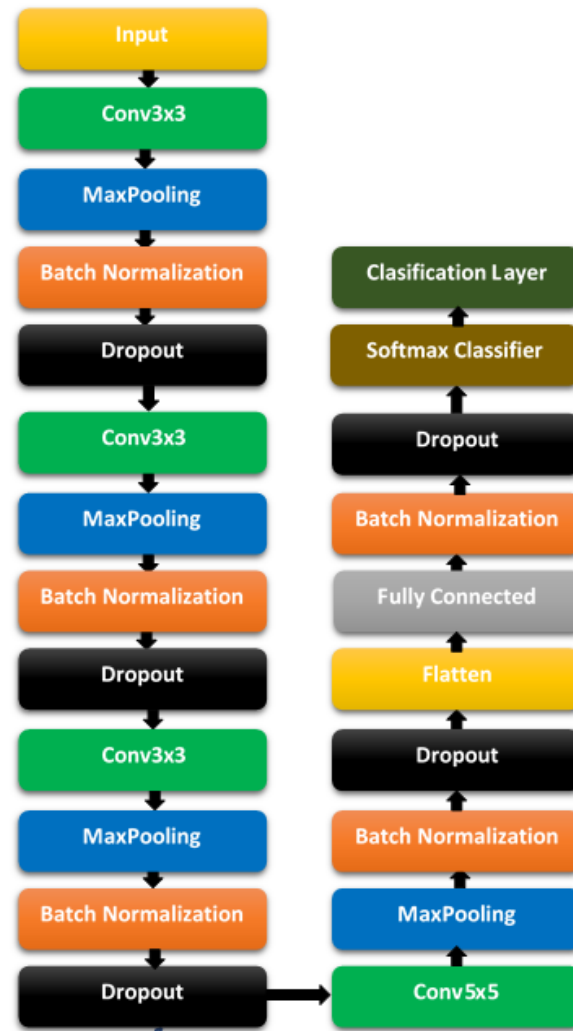 Input
Conv3x3
MaxPooling
Batch Normalization
Dropout
Conv3x3
MaxPooling
Batch Normalization
Dropout
Conv3x3
MaxPooling
Batch Normalization
Dropout
Conv5x5
MaxPooling
Batch Normalization
Dropout
Flatten
Fully Connected
Batch Normalization
Dropout
Softmax Classifier
Clasification Layer